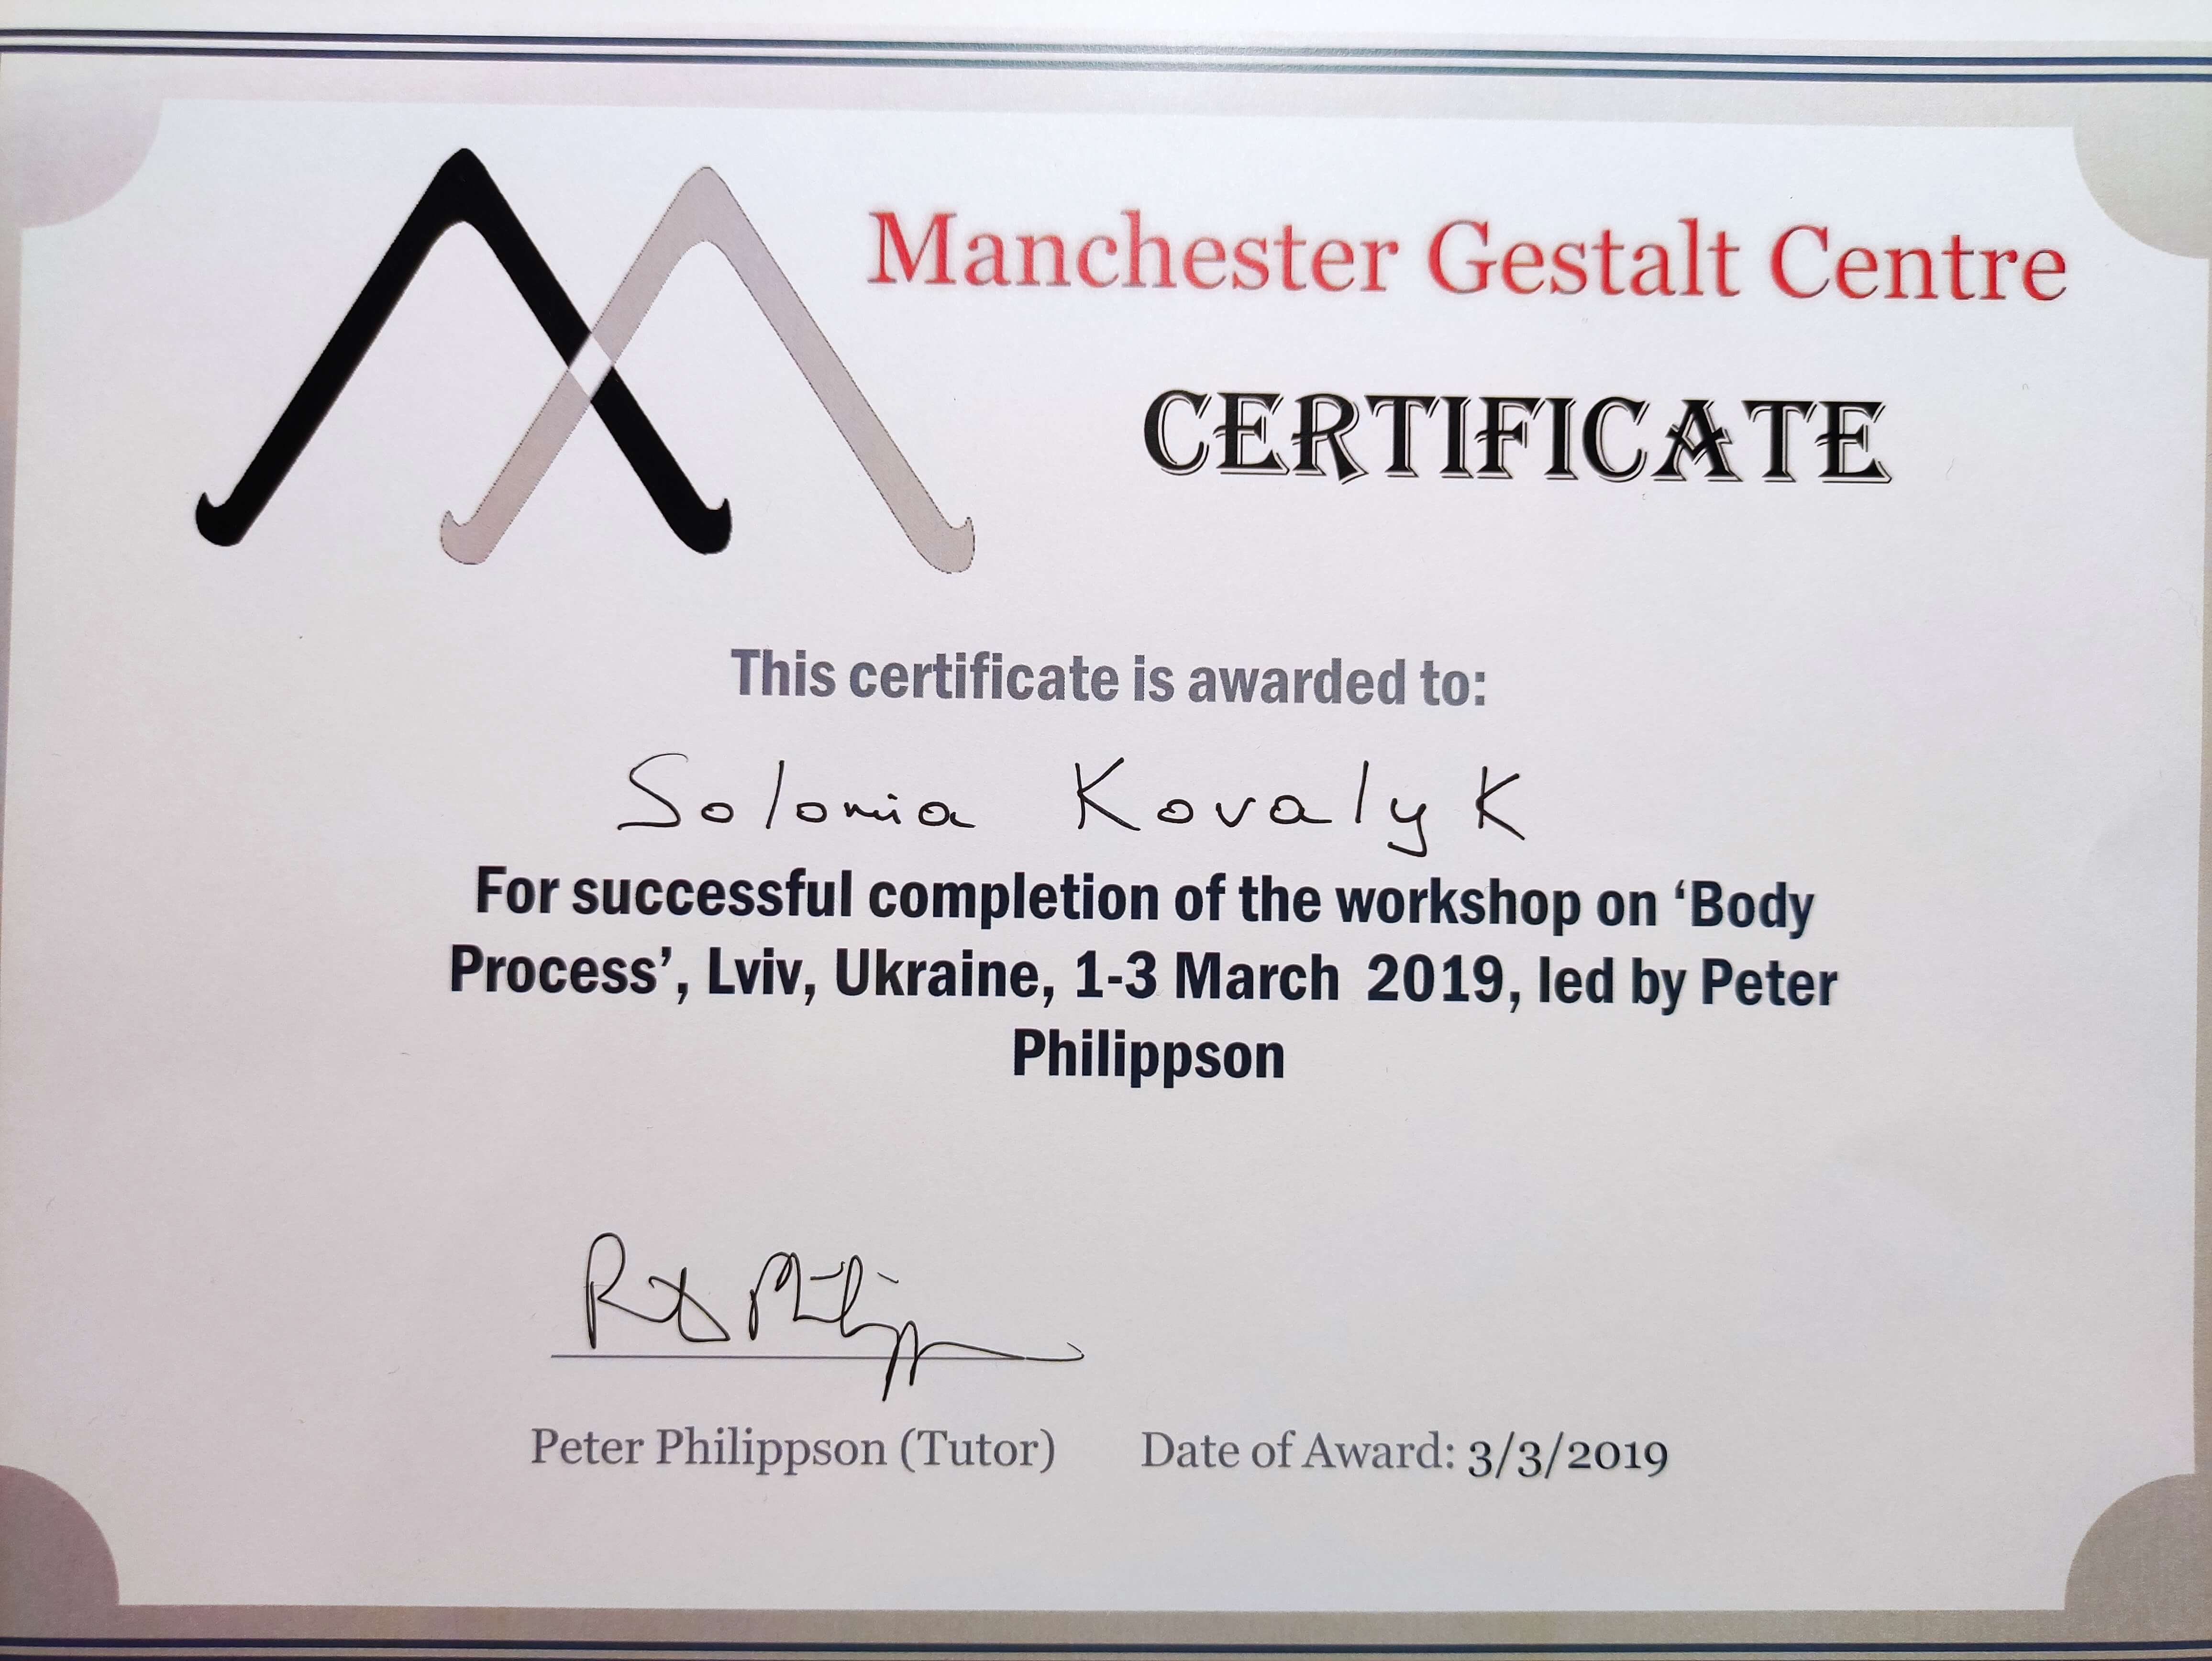 Manchester Gestalt Centre
CERTIFICATE
This certificate is awarded to:
Solomia Kovalyk
For successful completion of the workshop on ‘Body
Process’, Lviv, Ukraine, 1-3 March 2019, led by Peter
Philippson
Peter Philippson (Tutor) Date of Award: 3/3/2019